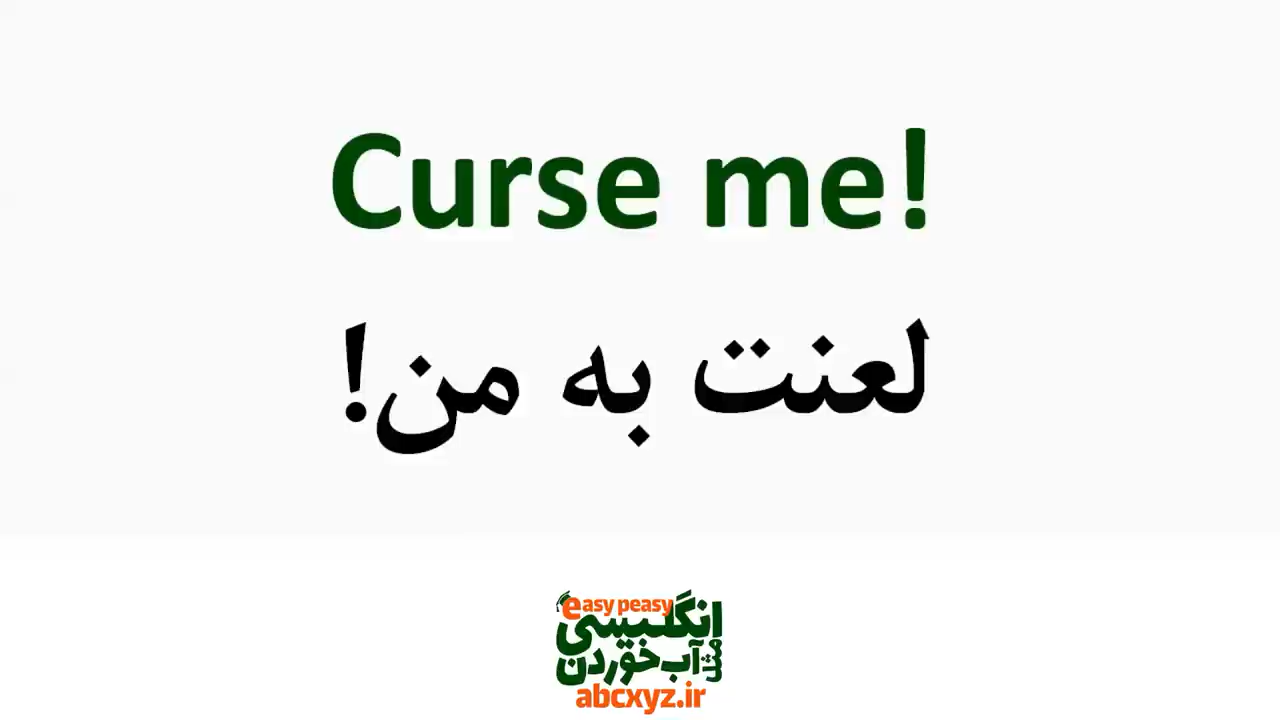 Curse me!
لعنت به من!
easy peasy
انگلیسی
مثل آب خوردن
abcxyz.ir